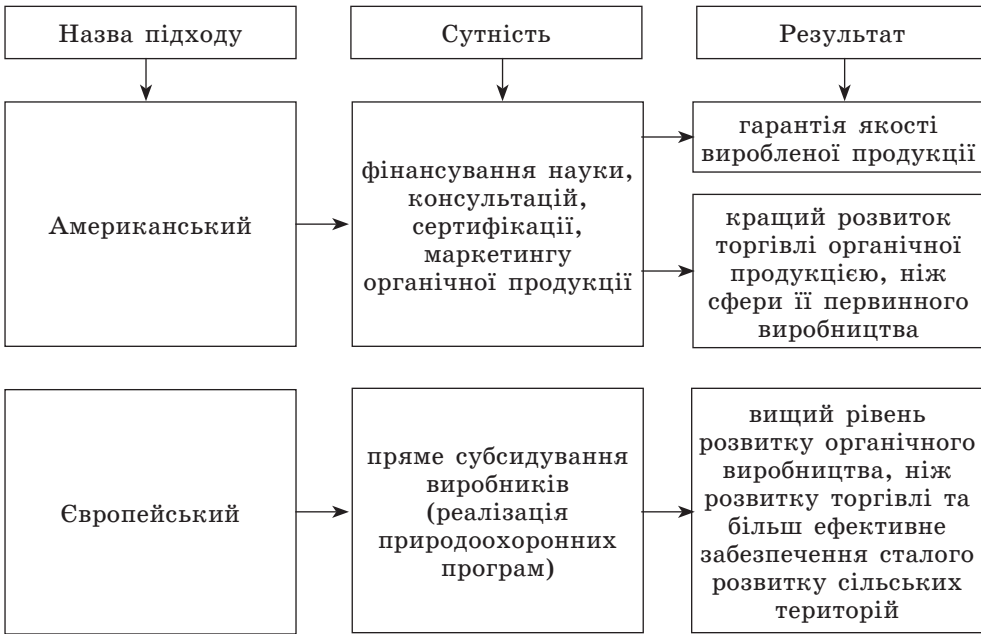 Назва підходу
Сутність
Результат
Американський
фінансування науки,
консультацій,
сертифікації,
маркетингу
органічної продукції
гарантія якості
виробленої продукції
кращий розвиток
торгівлі органічної
продукцією, ніж
сфери її первинного
виробництва
Європейський
пряме субсидування
виробників
(реалізація
природоохоронних
програм)
вищий рівень
розвитку органічного
виробництва, ніж
розвитку торгівлі та
більш ефективне
забезпечення сталого
розвитку сільських
територій